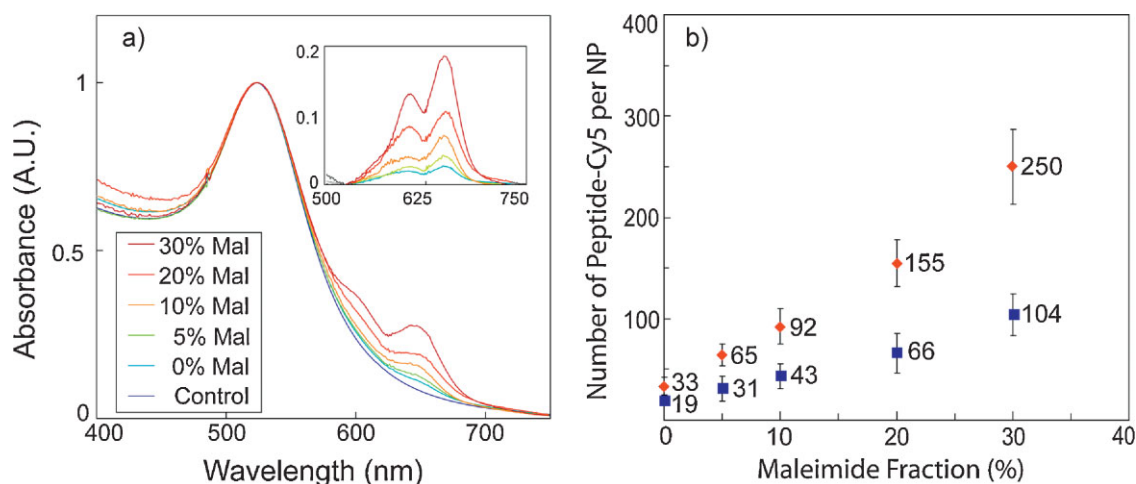 a)
Absorbance (A.U.)
1
0.5
0
400
500
600
700
Wavelength (nm)
30% Mal
20% Mal
10% Mal
5% Mal
0% Mal
Control
0.2
0.1
0
500
625
750
b)
Number of Peptide-Cy5 per NP
400
300
200
100
0
10
20
30
40
Maleimide Fraction (%)
33
19
65
31
92
43
155
66
250
104